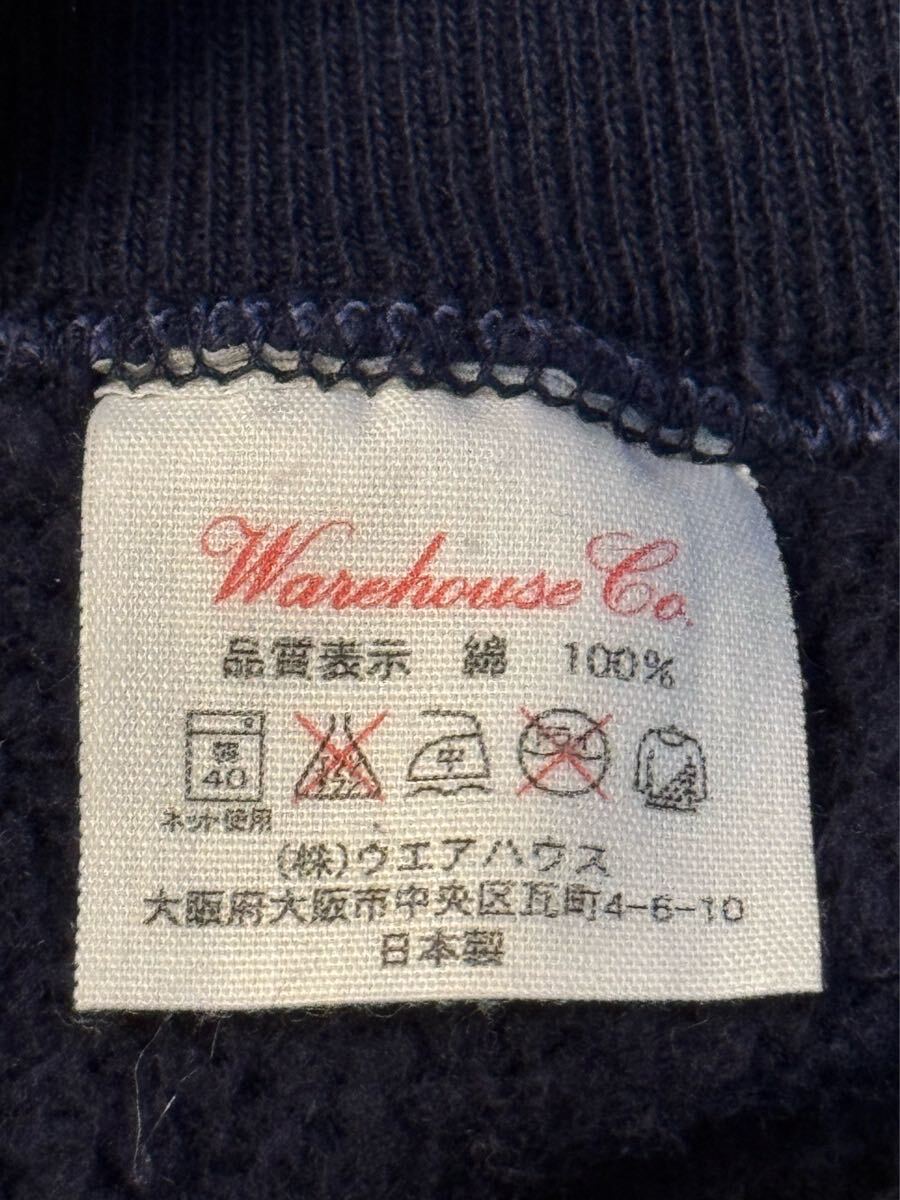 Warehouse Co.
品質表示 綿 100%
弱 40 中
ネット使用
(株)ウエアハウス
大阪府大阪市中央区瓦町4-6-10
日本製